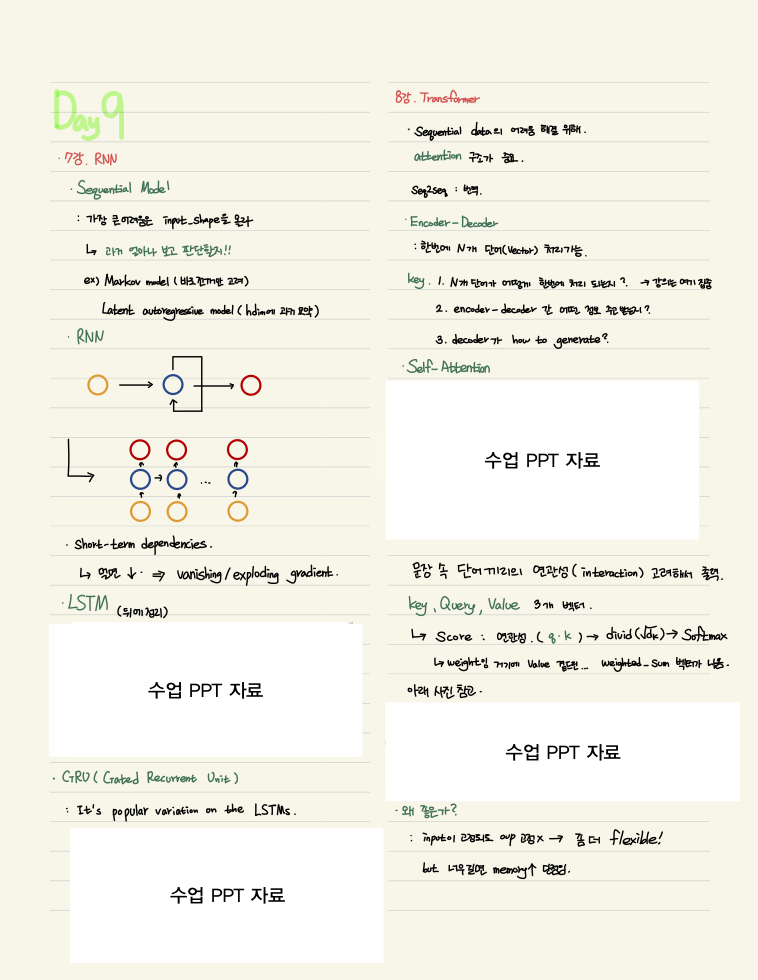 Day 9
· 7강. RNN
· Sequential Model
: 가장 큰 어려움은 input_shape을 몰라
↳ 과거 얼마나 보고 판단할지!!
ex) Markov model (바로 전꺼만 고려)
Latent autoregressive model (hdim에 과거 요약)
· RNN
...
· Short-term dependencies.
↳ 먹면 ↓ · ⇒ vanishing/exploding gradient.
· LSTM (뒤에 정리)
수업 PPT 자료
· GRU (Gated Recurrent Unit)
: It's popular variation on the LSTMs.
수업 PPT 자료
8강. Transformer
· Sequential data의 어려움 해결 위해.
attention 구조가 중요.
Seq2seq : 번역.
· Encoder-Decoder
: 한번에 N개 단어(Vector) 처리가능.
key. 1. N개 단어가 어떻게 한번에 처리 되는지? → 강의는 여기 집중
2. encoder-decoder 간 어떤 정보 주고받는지?
3. decoder가 how to generate?
· Self-Attention
수업 PPT 자료
문장 속 단어끼리의 연관성(interaction) 고려해서 출력.
key, Query, Value 3개 벡터.
↳ Score : 연관성. (q·k) → divid(√dk) → Softmax
↳ weight임 거기에 Value 곱드린... weighted_sum 벡터가 나옴.
아래 사진 참고.
수업 PPT 자료
· 왜 좋은가?
: input이 고정되도 oup 고정x → 좀 더 flexible!
but 너무 길면 memory↑ 단점임.